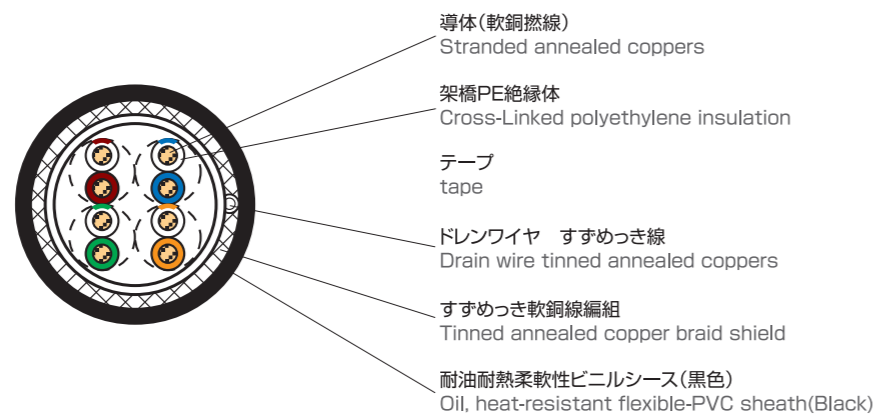 導体（軟銅撚線）
Stranded annealed coppers
架橋PE絶縁体
Cross-Linked polyethylene insulation
テープ
tape
ドレンワイヤ　すずめっき線
Drain wire tinned annealed coppers
すずめっき軟銅線編組
Tinned annealed copper braid shield
耐油耐熱柔軟性ビニルシース（黒色）
Oil, heat-resistant flexible-PVC sheath(Black)